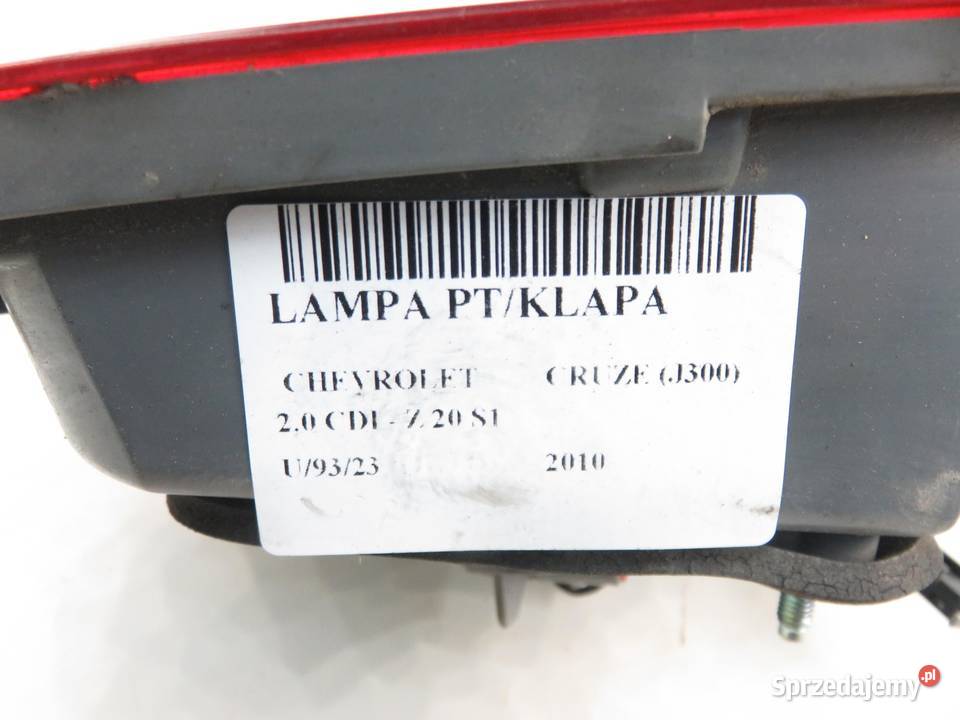 LAMPA PT/KLAPA
CHEVROLET CRUZE (J300)
2.0 CDI - Z 20 S1
U/93/23 2010
Sprzedajemy.pl